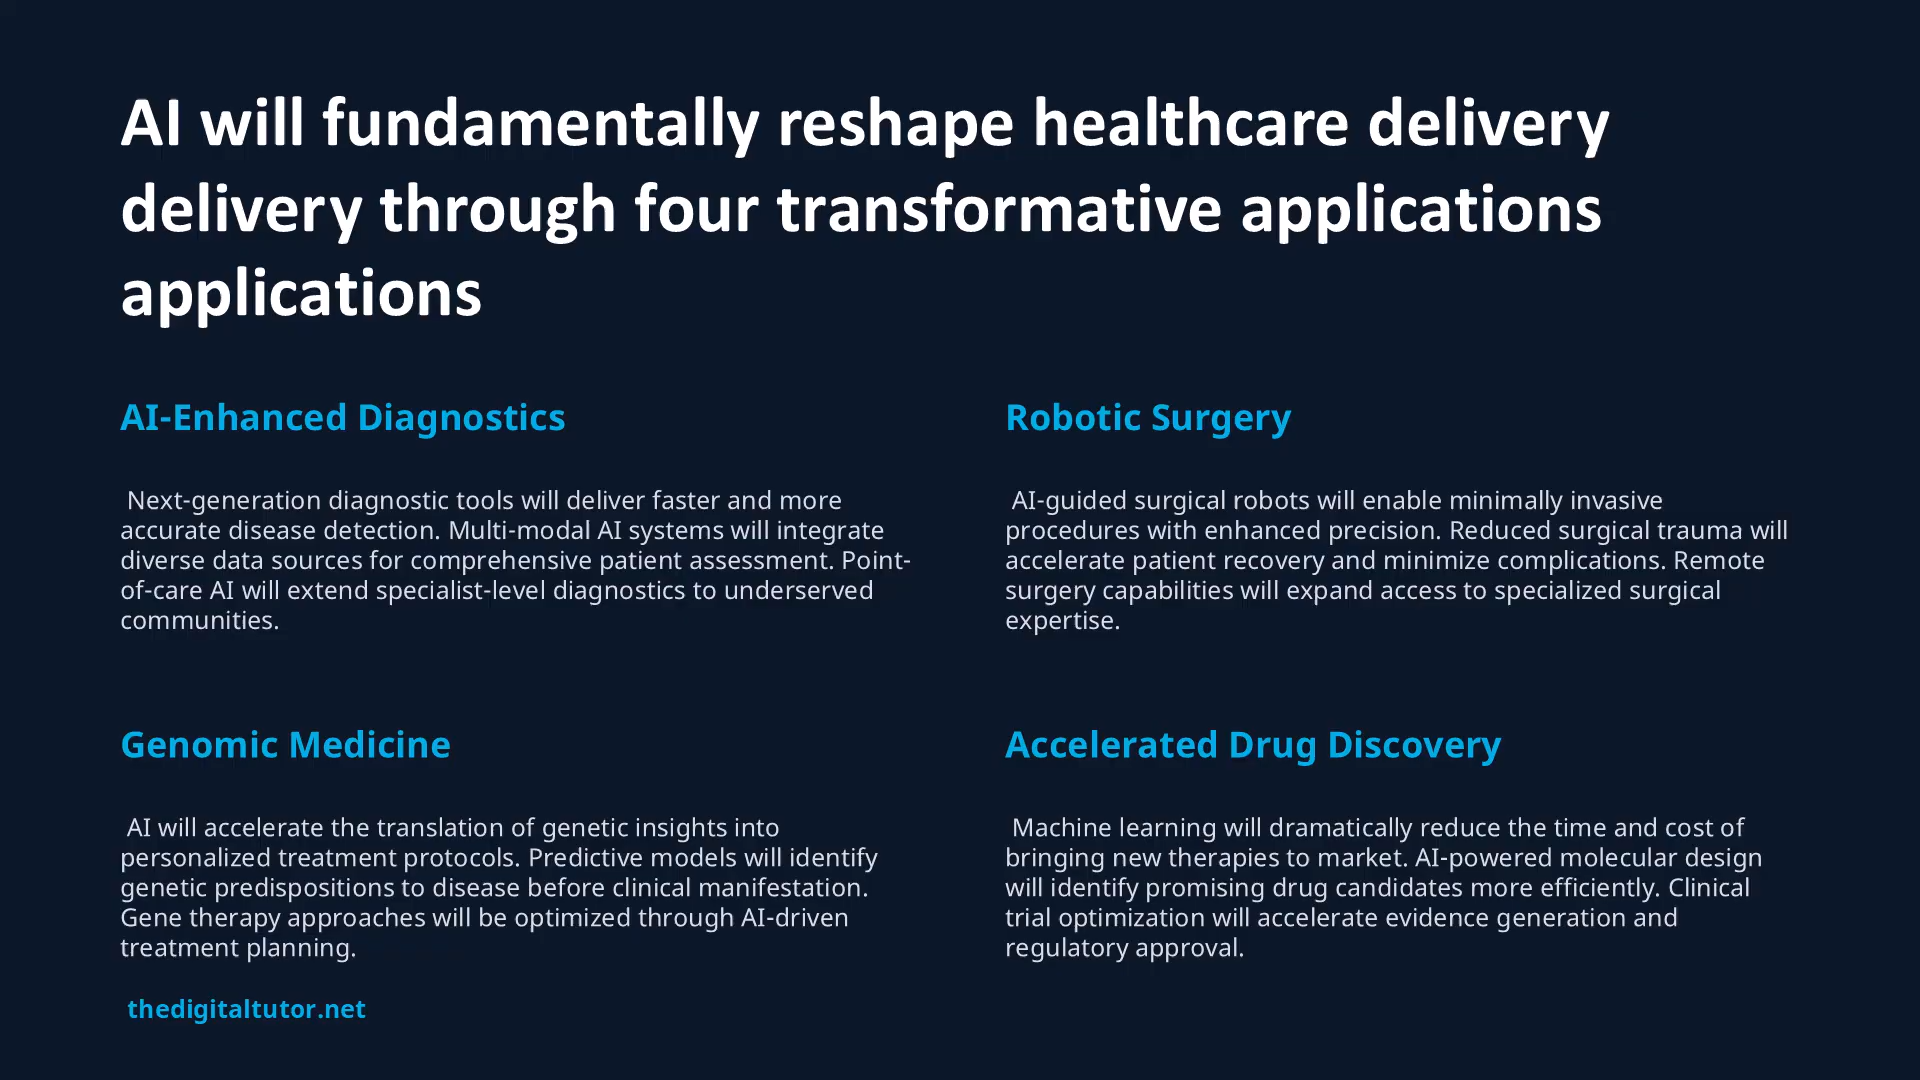 AI will fundamentally reshape healthcare delivery
delivery through four transformative applications
applications
AI-Enhanced Diagnostics
Next-generation diagnostic tools will deliver faster and more
accurate disease detection. Multi-modal AI systems will integrate
diverse data sources for comprehensive patient assessment. Point-
of-care AI will extend specialist-level diagnostics to underserved
communities.
Robotic Surgery
AI-guided surgical robots will enable minimally invasive
procedures with enhanced precision. Reduced surgical trauma will
accelerate patient recovery and minimize complications. Remote
surgery capabilities will expand access to specialized surgical
expertise.
Genomic Medicine
AI will accelerate the translation of genetic insights into
personalized treatment protocols. Predictive models will identify
genetic predispositions to disease before clinical manifestation.
Gene therapy approaches will be optimized through AI-driven
treatment planning.
Accelerated Drug Discovery
Machine learning will dramatically reduce the time and cost of
bringing new therapies to market. AI-powered molecular design
will identify promising drug candidates more efficiently. Clinical
trial optimization will accelerate evidence generation and
regulatory approval.
thedigitaltutor.net